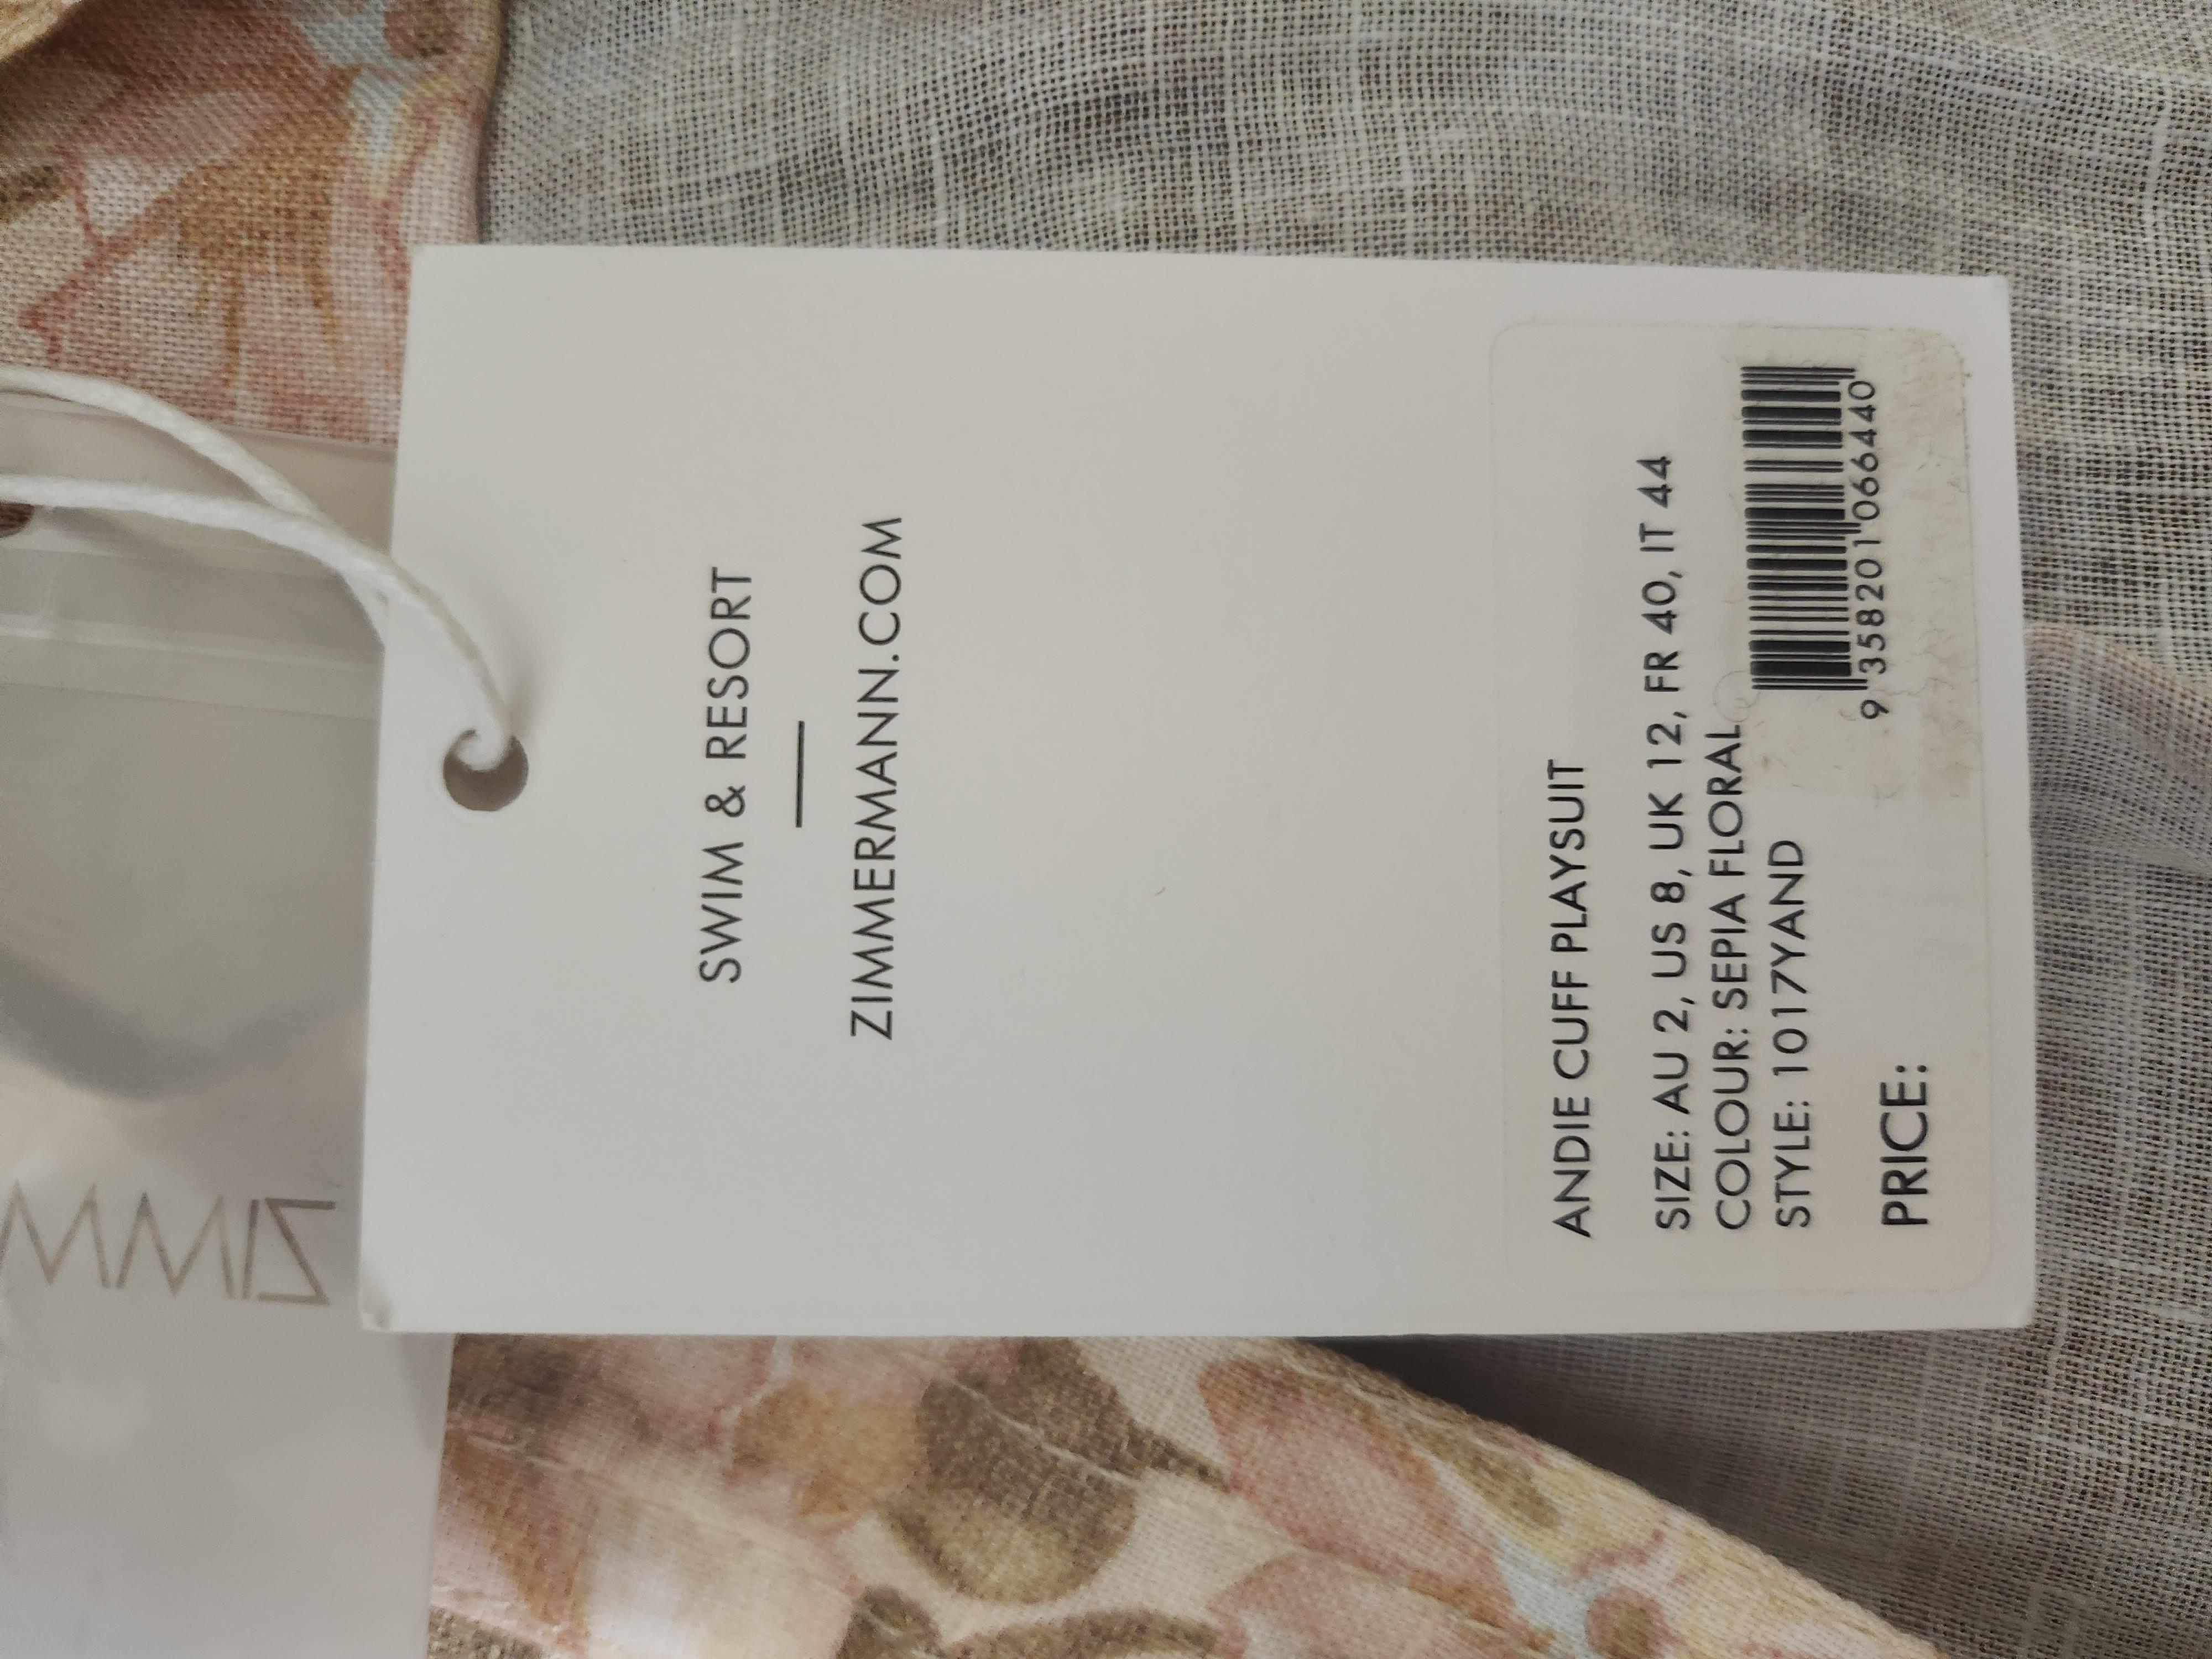 SWIM & RESORT
ZIMMERMANN.COM
ANDIE CUFF PLAYSUIT
SIZE: AU 2, US 8, UK 12, FR 40, IT 44
COLOUR: SEPIA FLORAL
STYLE: 1017YAND
9 358201 066440
PRICE:
ZIMM